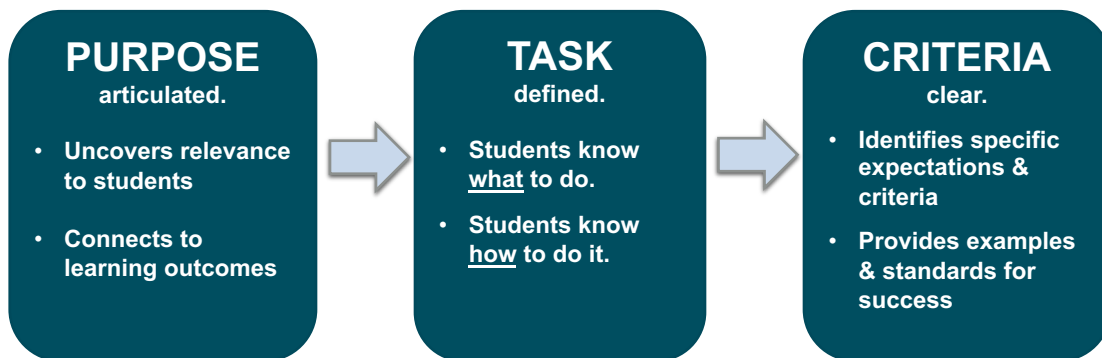 PURPOSE
articulated.
• Uncovers relevance
to students
• Connects to
learning outcomes
TASK
defined.
• Students know
what to do.
• Students know
how to do it.
CRITERIA
clear.
• Identifies specific
expectations &
criteria
• Provides examples
& standards for
success